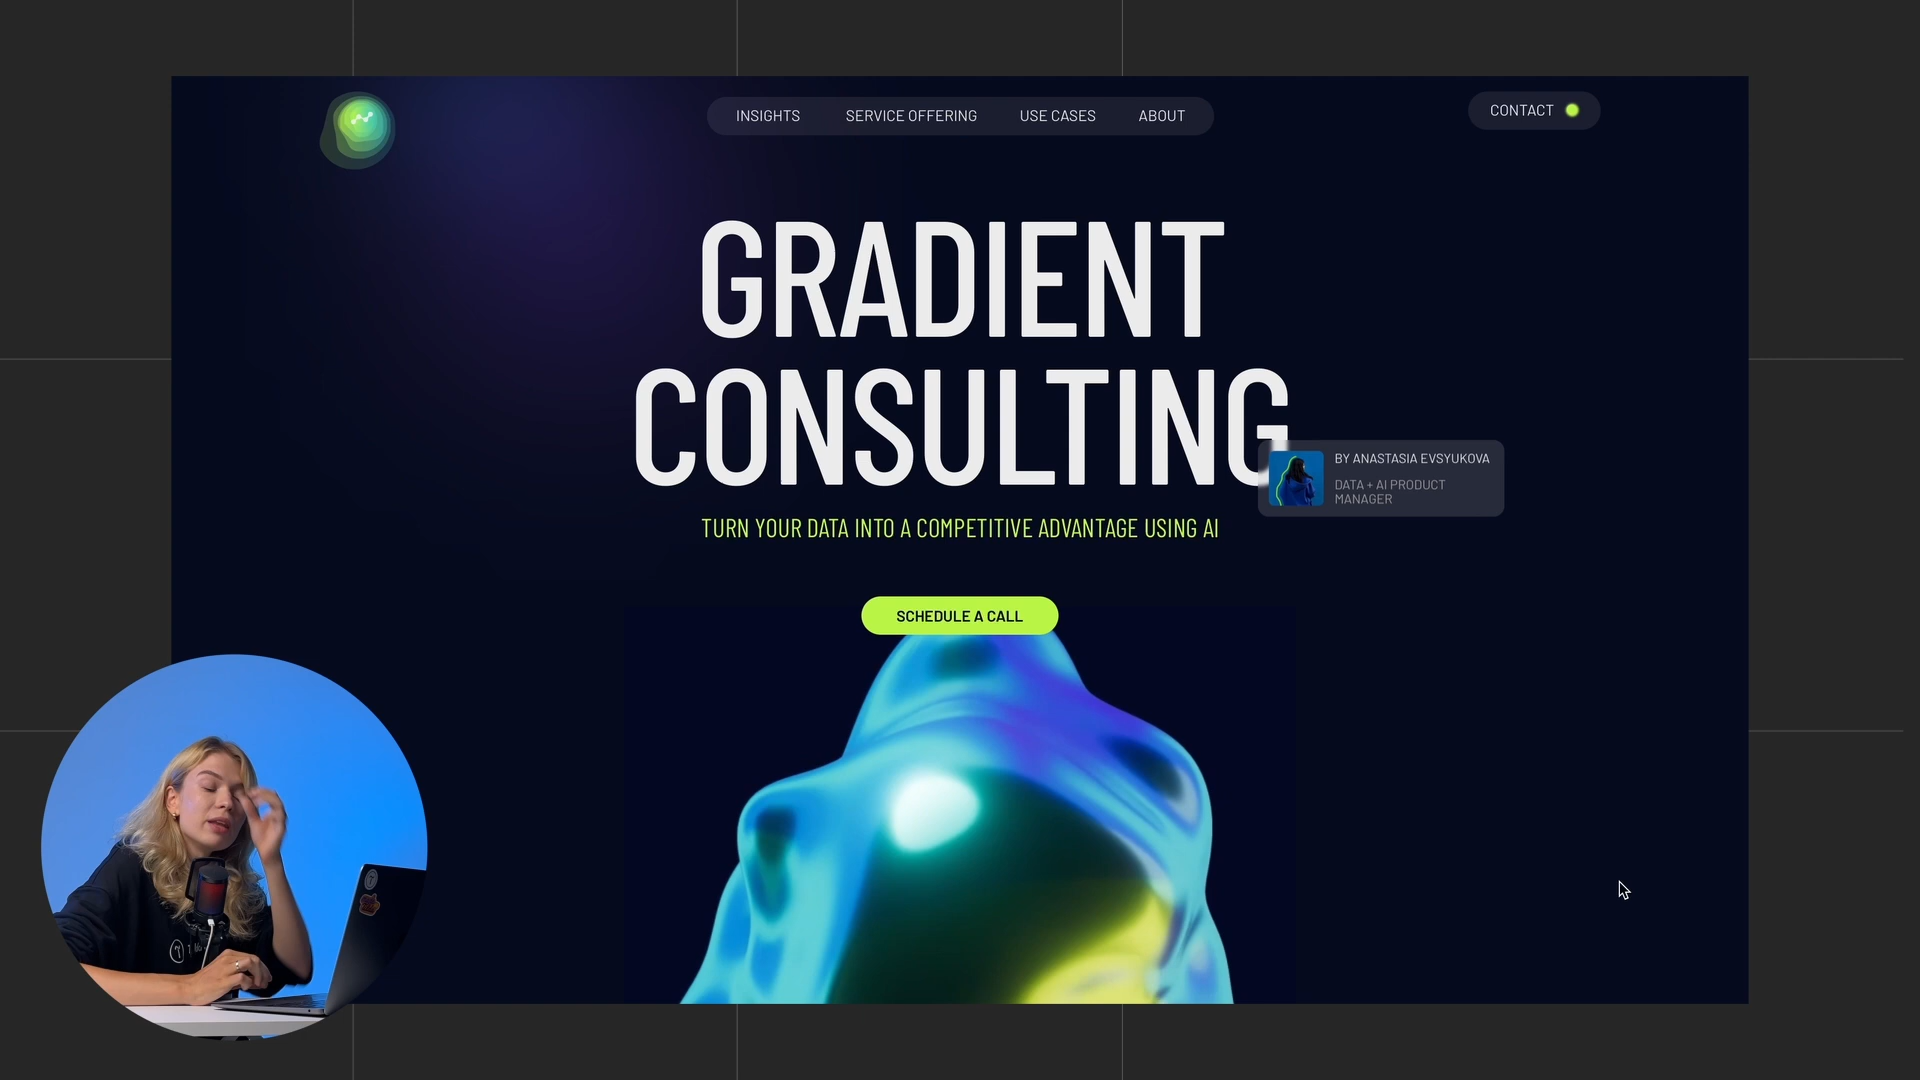 INSIGHTS SERVICE OFFERING USE CASES ABOUT
CONTACT
GRADIENT
CONSULTING
BY ANASTASIA EVSYUKOVA
DATA + AI PRODUCT
MANAGER
TURN YOUR DATA INTO A COMPETITIVE ADVANTAGE USING AI
SCHEDULE A CALL